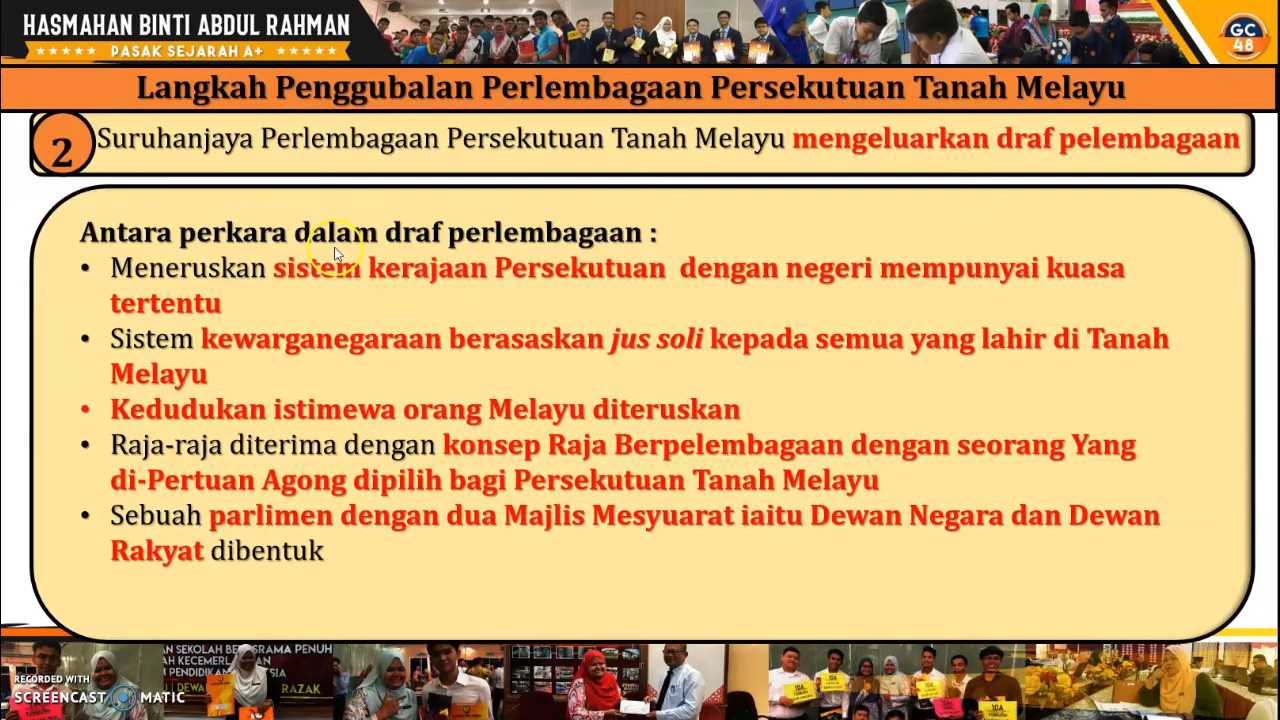 HASMAHAN BINTI ABDUL RAHMAN
PASAK SEJARAH A+
GC
48
Langkah Penggubalan Perlembagaan Persekutuan Tanah Melayu
2
Suruhanjaya Perlembagaan Persekutuan Tanah Melayu mengeluarkan draf pelembagaan
Antara perkara dalam draf perlembagaan :
• Meneruskan sistem kerajaan Persekutuan dengan negeri mempunyai kuasa
tertentu
• Sistem kewarganegaraan berasaskan jus soli kepada semua yang lahir di Tanah
Melayu
• Kedudukan istimewa orang Melayu diteruskan
• Raja-raja diterima dengan konsep Raja Berpelembagaan dengan seorang Yang
di-Pertuan Agong dipilih bagi Persekutuan Tanah Melayu
• Sebuah parlimen dengan dua Majlis Mesyuarat iaitu Dewan Negara dan Dewan
Rakyat dibentuk
SEKOLAH PENUH
PENDIDIKAN
RAZAK
RECORDED WITH
SCREENCAST MATIC